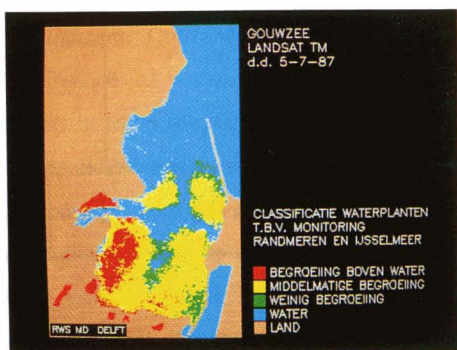 GOUWZEE
LANDSAT TM
d.d. 5-7-87
CLASSIFICATIE WATERPLANTEN
T.B.V. MONITORING
RANDMEREN EN IJSSELMEER
BEGROEIING BOVEN WATER
MIDDELMATIGE BEGROEIING
WEINIG BEGROEIING
WATER
LAND
RWS MD DELFT